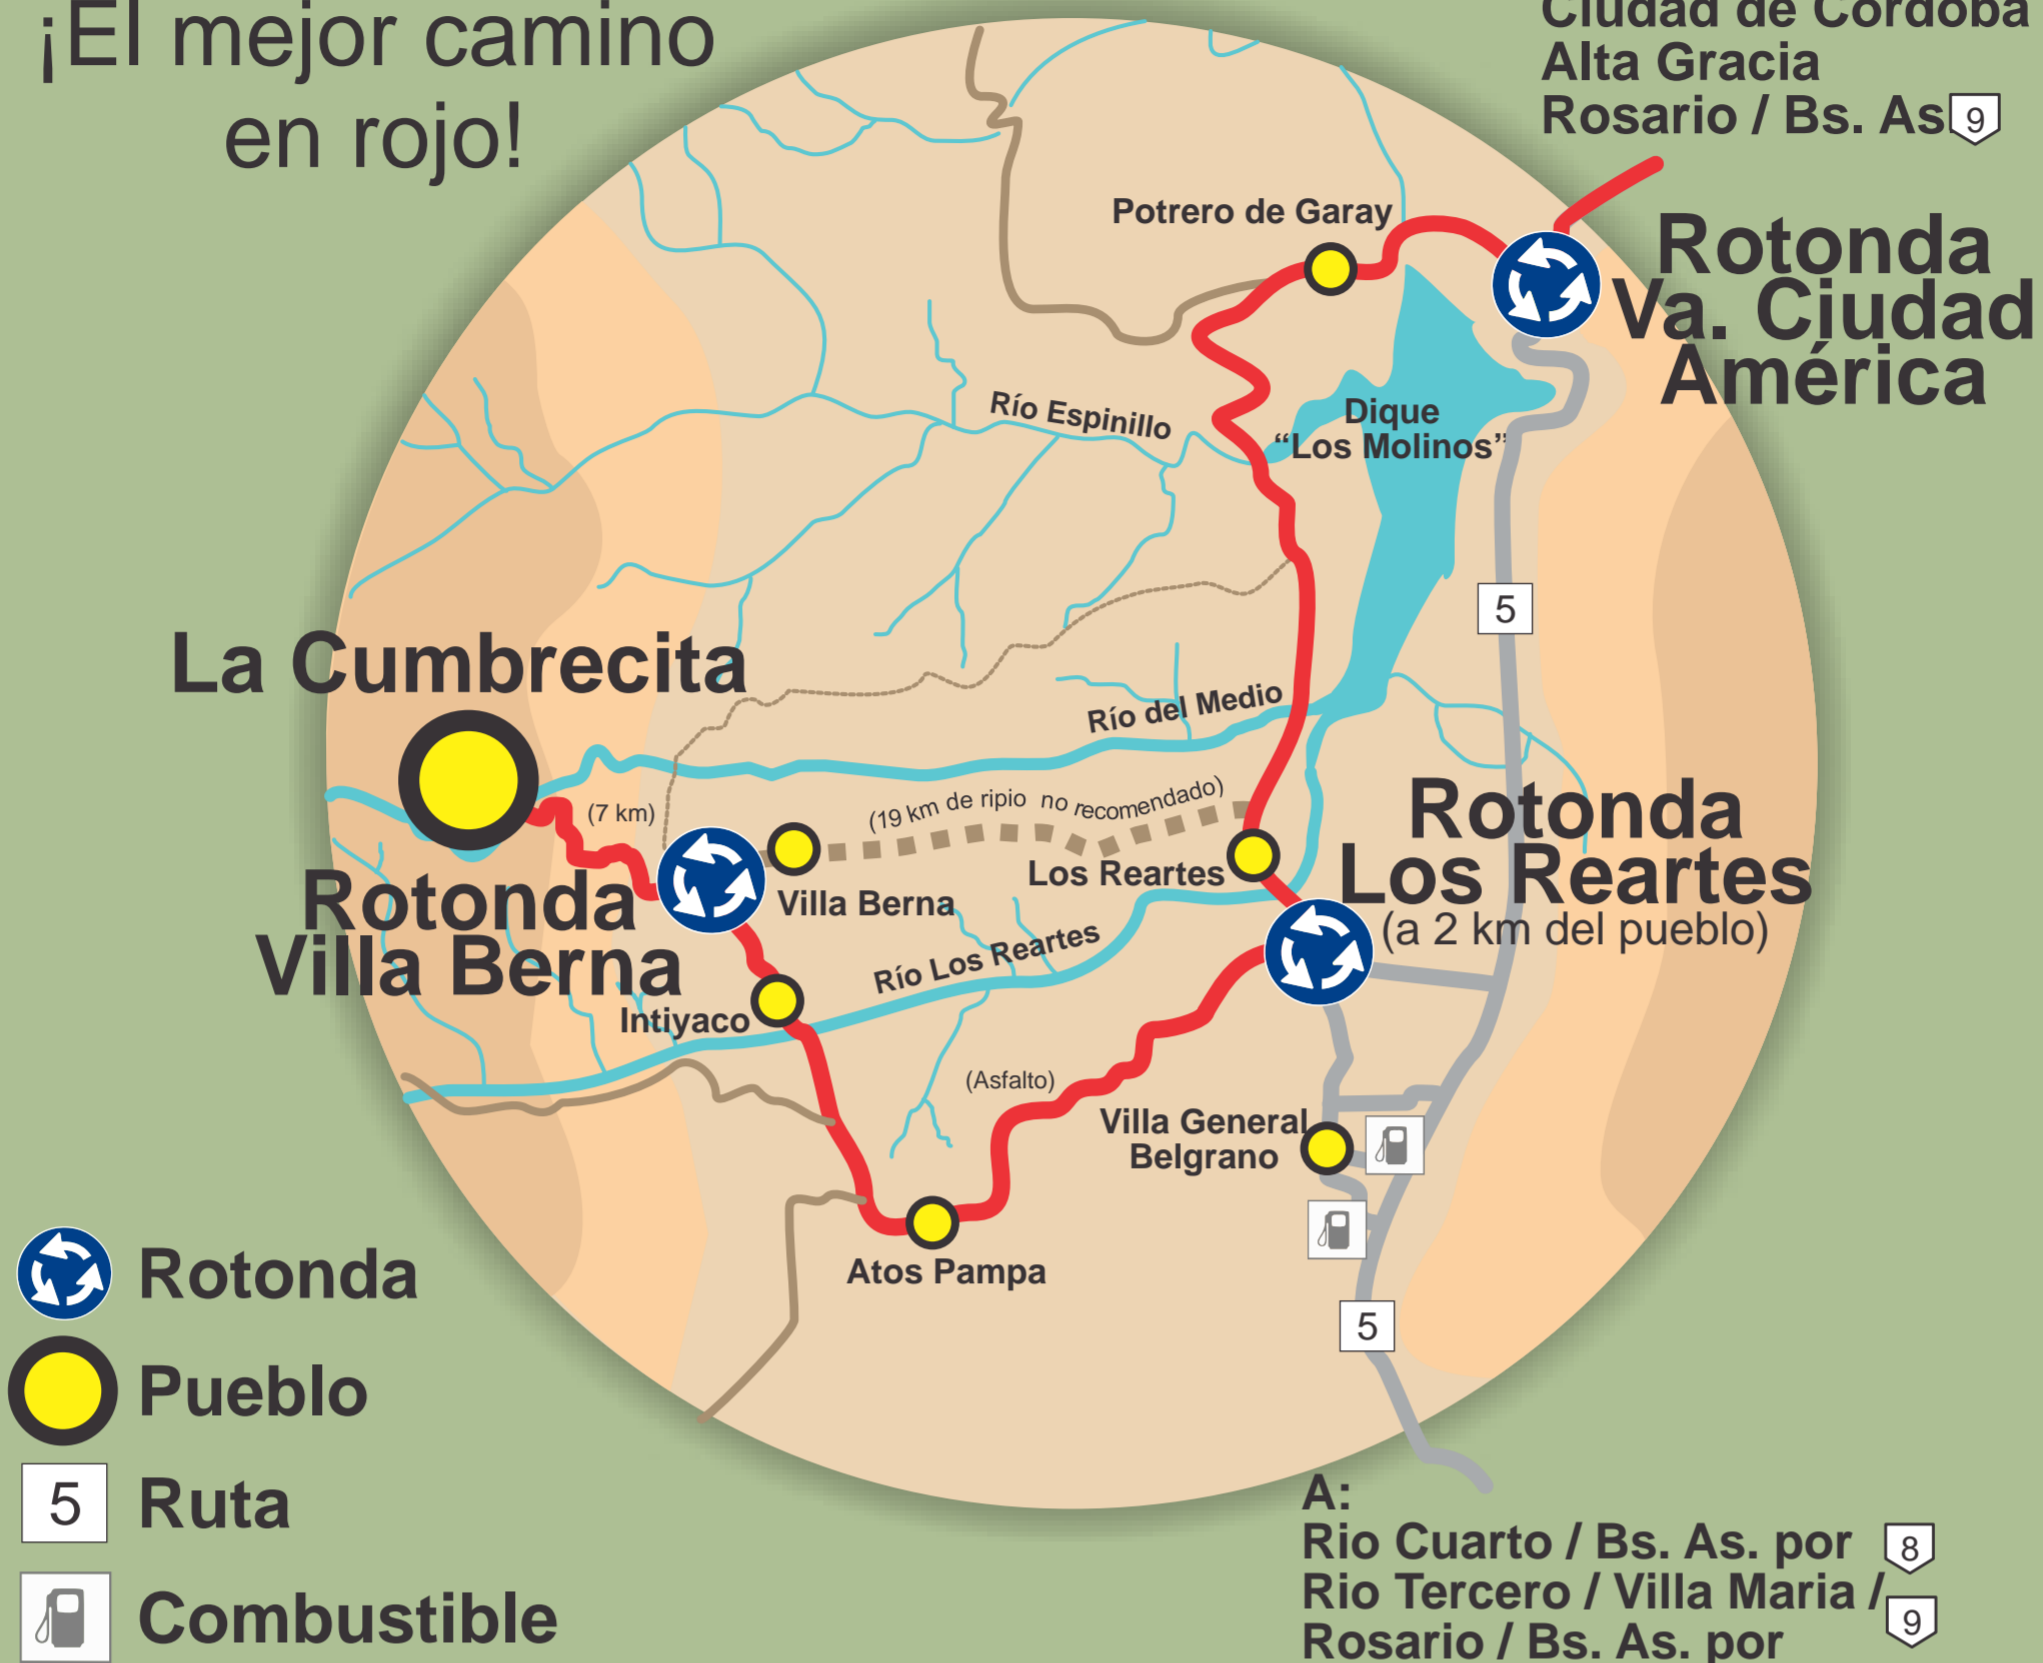 ¡El mejor camino
en rojo!
Ciudad de Córdoba
Alta Gracia
Rosario / Bs. As. 9
Potrero de Garay
Rotonda
Va. Ciudad
América
Río Espinillo
Dique
“Los Molinos”
5
La Cumbrecita
Río del Medio
(7 km)
(19 km de ripio no recomendado)
Rotonda
Los Reartes
(a 2 km del pueblo)
Los Reartes
Rotonda
Villa Berna
Villa Berna
Río Los Reartes
Intiyaco
(Asfalto)
Villa General
Belgrano
Atos Pampa
5
Rotonda
Pueblo
5 Ruta
Combustible
A:
Rio Cuarto / Bs. As. por 8
Rio Tercero / Villa Maria /
Rosario / Bs. As. por 9